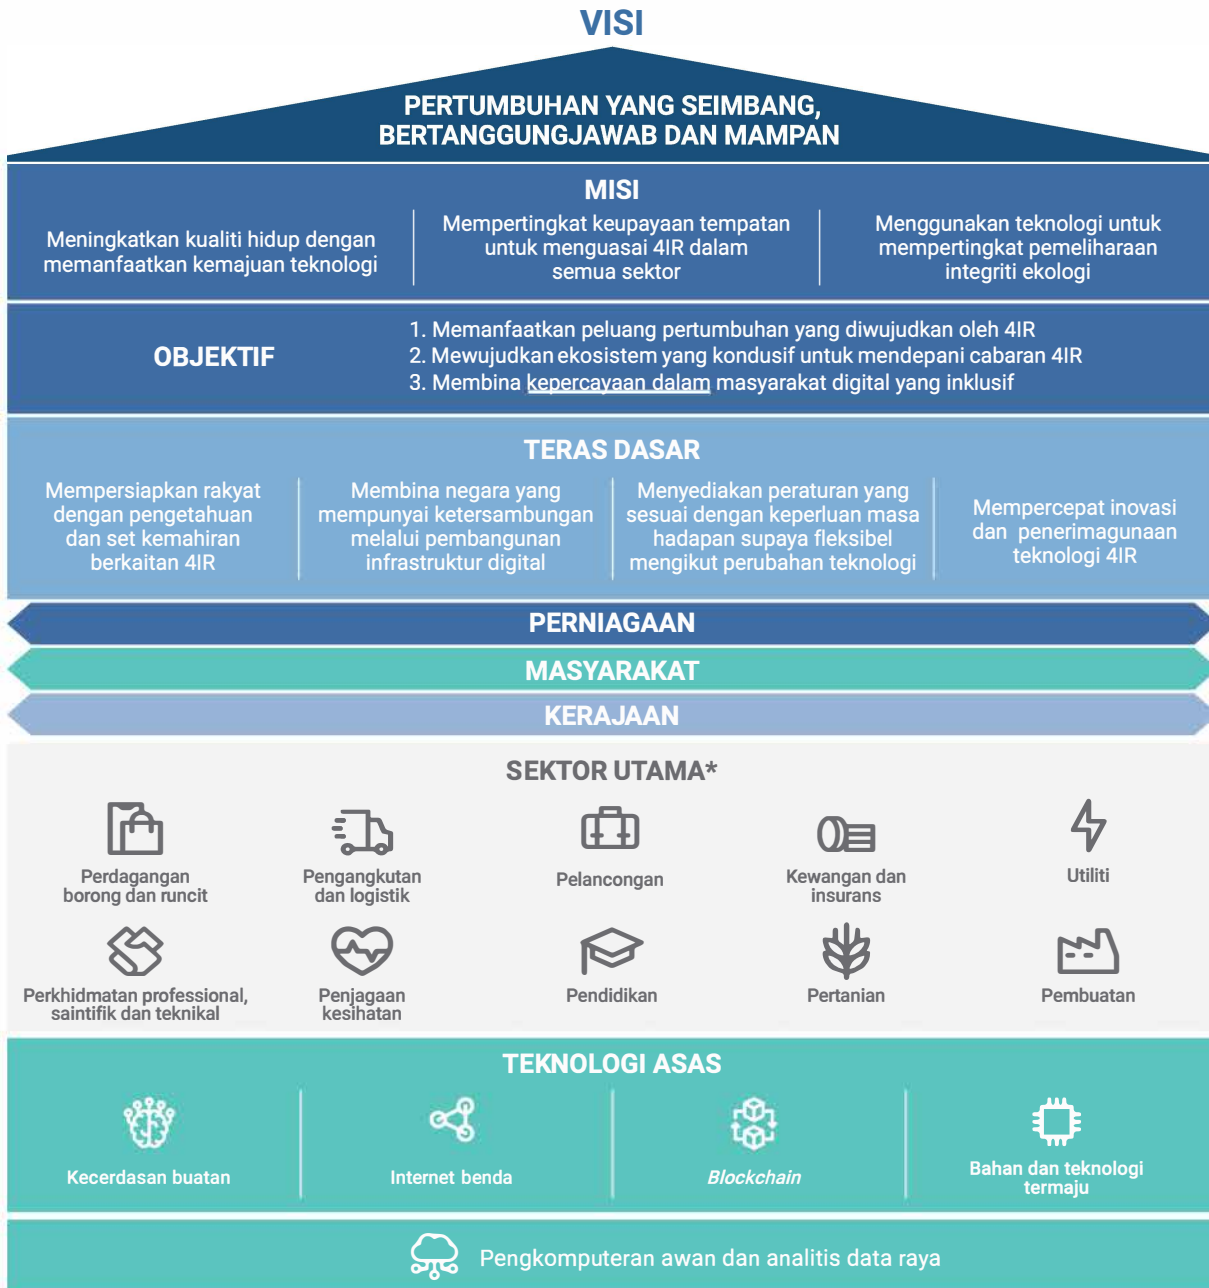 VISI
PERTUMBUHAN YANG SEIMBANG,
BERTANGGUNGJAWAB DAN MAMPAN
MISI
Meningkatkan kualiti hidup dengan
memanfaatkan kemajuan teknologi
Mempertingkat keupayaan tempatan
untuk menguasai 4IR dalam
semua sektor
Menggunakan teknologi untuk
mempertingkat pemeliharaan
integriti ekologi
OBJEKTIF
1. Memanfaatkan peluang pertumbuhan yang diwujudkan oleh 4IR
2. Mewujudkan ekosistem yang kondusif untuk mendepani cabaran 4IR
3. Membina kepercayaan dalam masyarakat digital yang inklusif
TERAS DASAR
Mempersiapkan rakyat
dengan pengetahuan
dan set kemahiran
berkaitan 4IR
Membina negara yang
mempunyai ketersambungan
melalui pembangunan
infrastruktur digital
Menyediakan peraturan yang
sesuai dengan keperluan masa
hadapan supaya fleksibel
mengikut perubahan teknologi
Mempercepat inovasi
dan penerimagunaan
teknologi 4IR
PERNIAGAAN
MASYARAKAT
KERAJAAN
SEKTOR UTAMA*
Perdagangan
borong dan runcit
Pengangkutan
dan logistik
Pelancongan
Kewangan dan
insurans
Utiliti
Perkhidmatan professional,
saintifik dan teknikal
Penjagaan
kesihatan
Pendidikan
Pertanian
Pembuatan
TEKNOLOGI ASAS
Kecerdasan buatan
Internet benda
Blockchain
Bahan dan teknologi
termaju
Pengkomputeran awan dan analitis data raya